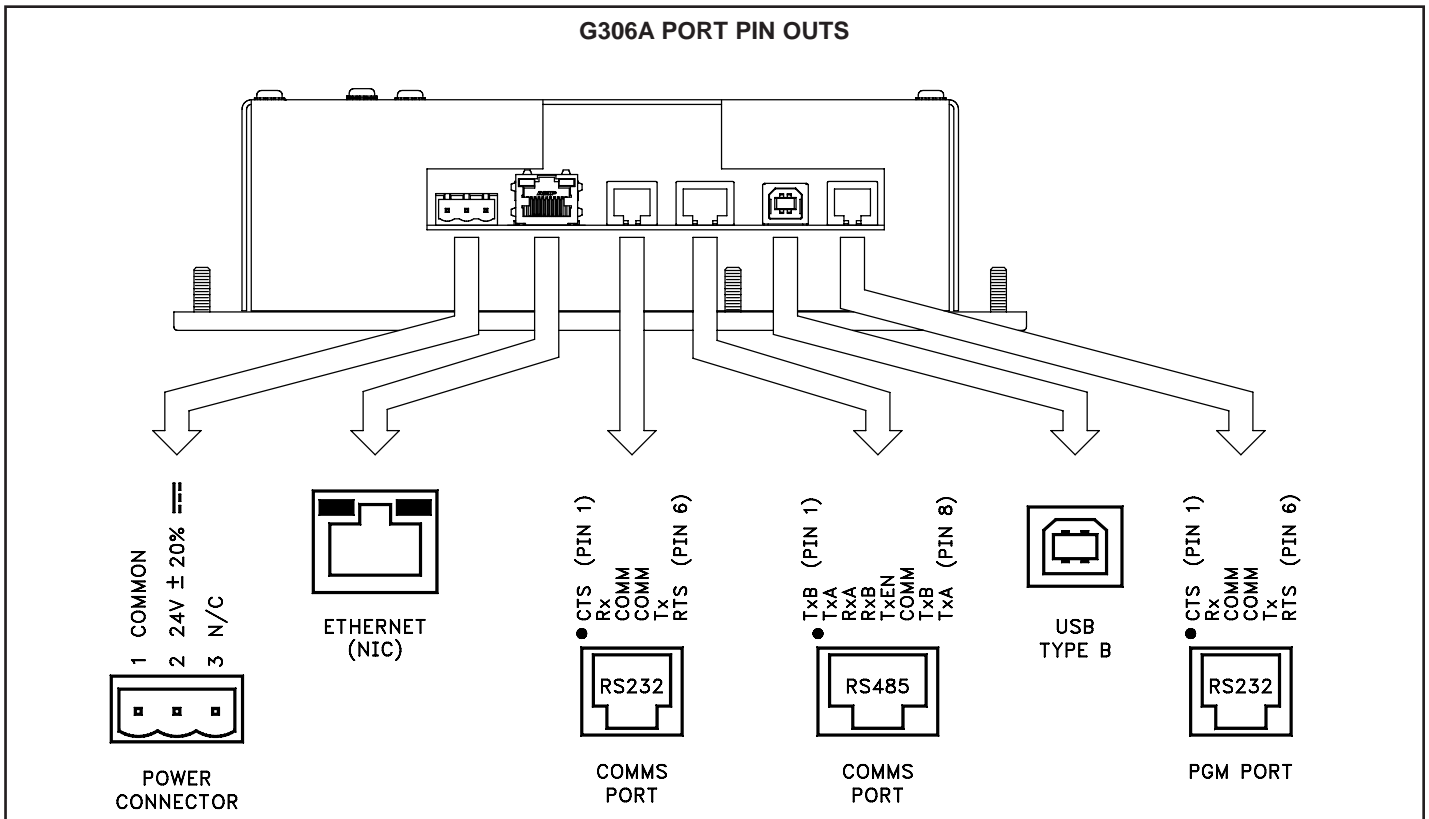 G306A PORT PIN OUTS
1 COMMON
2 24V ± 20% ⎓
3 N/C
POWER
CONNECTOR
ETHERNET
(NIC)
CTS (PIN 1)
Rx
COMM
COMM
Tx
RTS (PIN 6)
RS232
COMMS
PORT
TxB (PIN 1)
TxA
RxA
RxB
TxEN
COMM
TxB
TxA (PIN 8)
RS485
COMMS
PORT
USB
TYPE B
CTS (PIN 1)
Rx
COMM
COMM
Tx
RTS (PIN 6)
RS232
PGM PORT